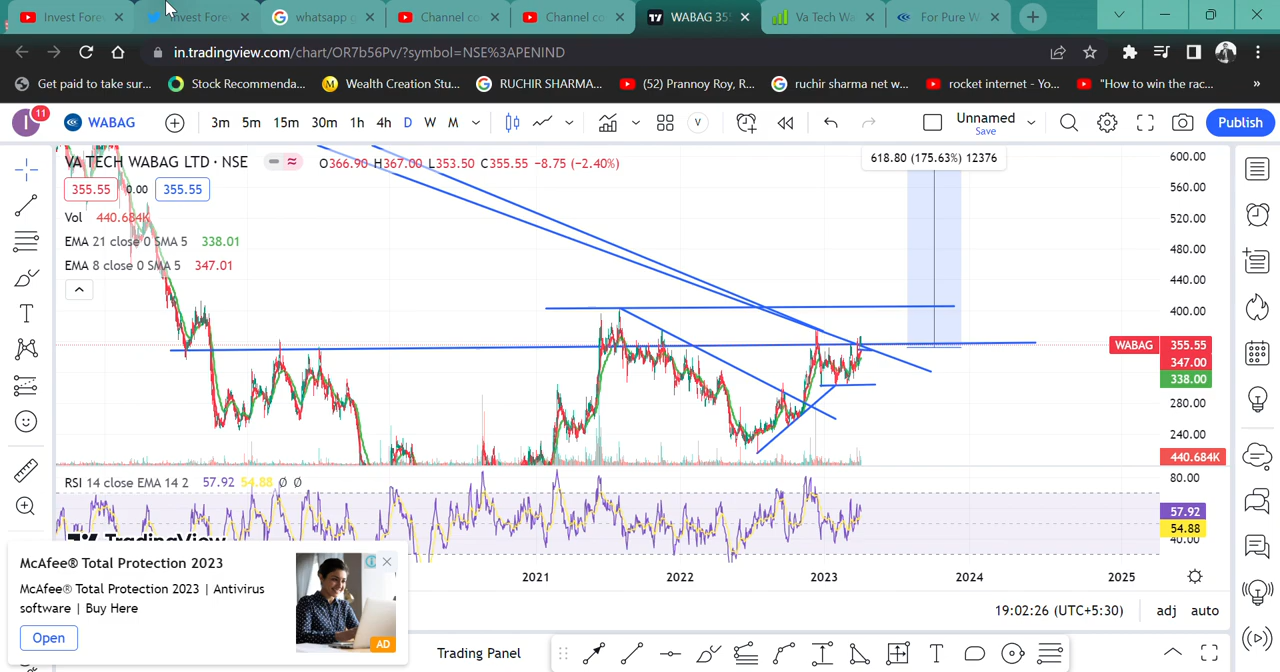 Invest Forev
Invest Forev
whatsapp g
Channel co
Channel co
WABAG 355
Va Tech Wa
For Pure W
in.tradingview.com/chart/OR7b56Pv/?symbol=NSE%3APENIND
Get paid to take sur...
Stock Recommenda...
Wealth Creation Stu...
RUCHIR SHARMA...
(52) Prannoy Roy, R...
ruchir sharma net w...
rocket internet - Yo...
"How to win the rac...
»
I
11
WABAG
3m 5m 15m 30m 1h 4h D W M
V
Unnamed
Save
Publish
VA TECH WABAG LTD · NSE
O366.90 H367.00 L353.50 C355.55 −8.75 (−2.40%)
618.80 (175.63%) 12376
355.55 0.00 355.55
Vol 440.684K
EMA 21 close 0 SMA 5 338.01
EMA 8 close 0 SMA 5 347.01
600.00
560.00
520.00
480.00
440.00
400.00
WABAG 355.55
347.00
338.00
280.00
240.00
440.684K
RSI 14 close EMA 14 2 57.92 54.88 Ø Ø
80.00
57.92
54.88
40.00
TradingView
2021 2022 2023 2024 2025
McAfee® Total Protection 2023
McAfee® Total Protection 2023 | Antivirus
software | Buy Here
Open
AD
19:02:26 (UTC+5:30)
adj auto
Trading Panel